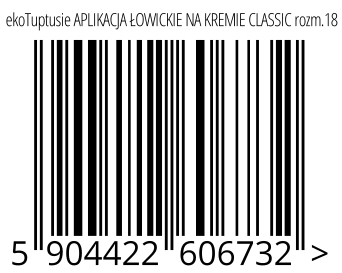 ekoTuptusie APLIKACJA ŁOWICKIE NA KREMIE CLASSIC rozm.18
5 904422 606732 >